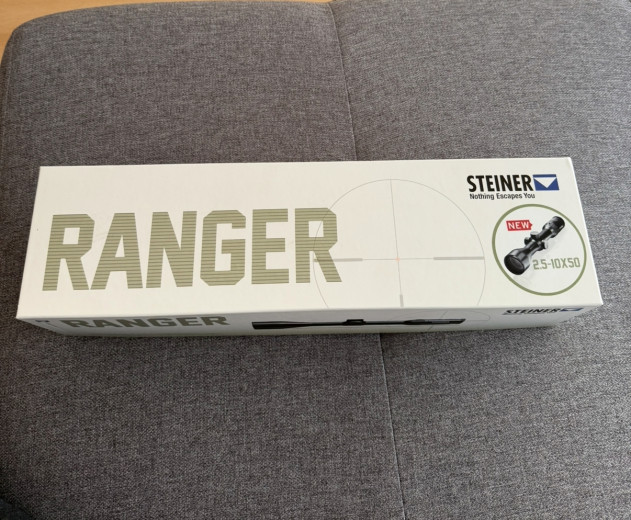 STEINER
Nothing Escapes You
RANGER
NEW
2.5-10X50
RANGER
STEINER